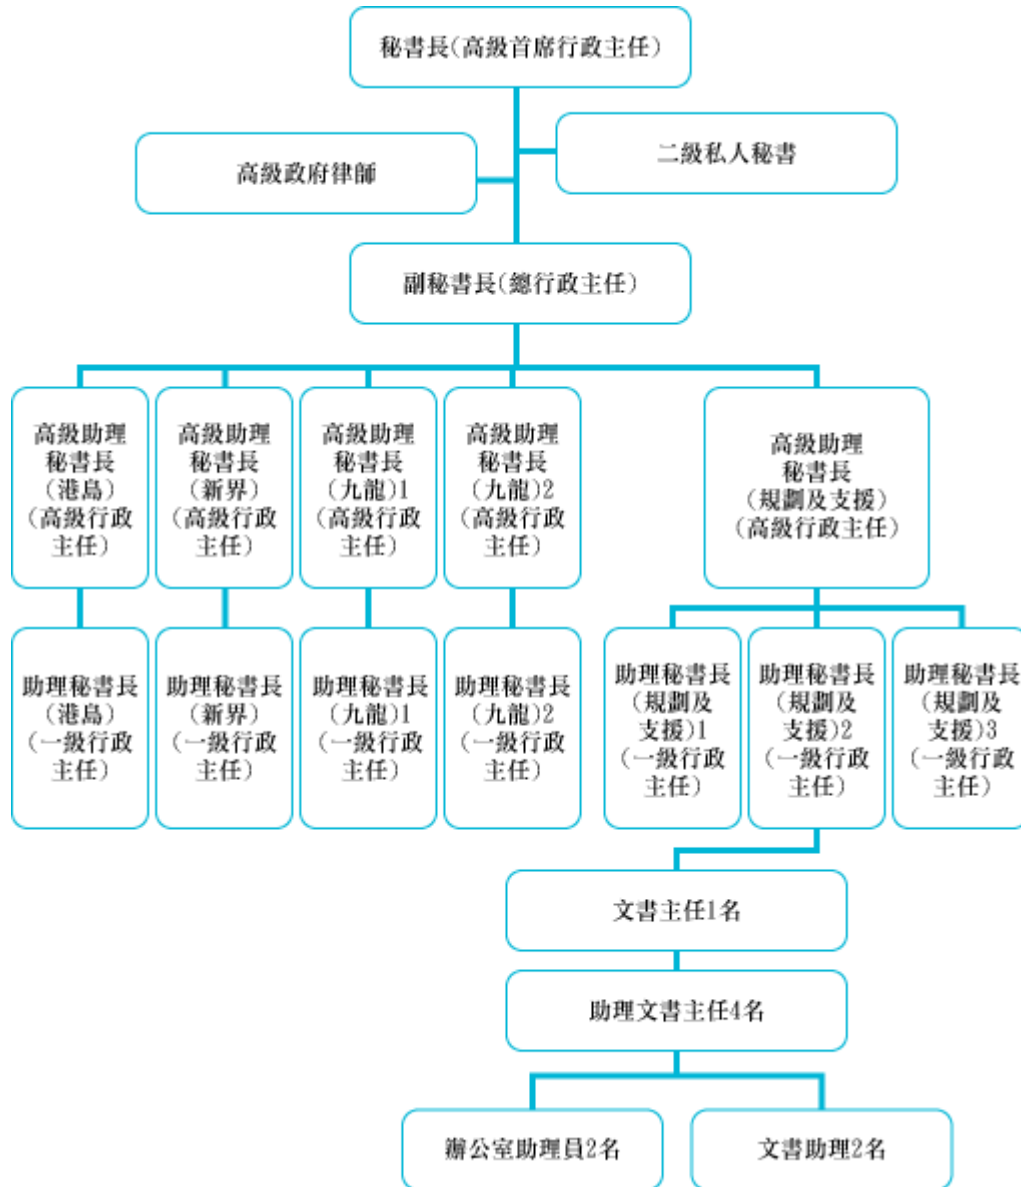 秘書長(高級首席行政主任)
二級私人秘書
高級政府律師
副秘書長(總行政主任)
高級助理
秘書長
(港島)
(高級行政
主任)
高級助理
秘書長
(新界)
(高級行政
主任)
高級助理
秘書長
(九龍)1
(高級行政
主任)
高級助理
秘書長
(九龍)2
(高級行政
主任)
高級助理
秘書長
(規劃及支援)
(高級行政主任)
助理秘書長
(港島)
(一級行政
主任)
助理秘書長
(新界)
(一級行政
主任)
助理秘書長
(九龍)1
(一級行政
主任)
助理秘書長
(九龍)2
(一級行政
主任)
助理秘書長
(規劃及
支援)1
(一級行政
主任)
助理秘書長
(規劃及
支援)2
(一級行政
主任)
助理秘書長
(規劃及
支援)3
(一級行政
主任)
文書主任1名
助理文書主任4名
辦公室助理員2名
文書助理2名